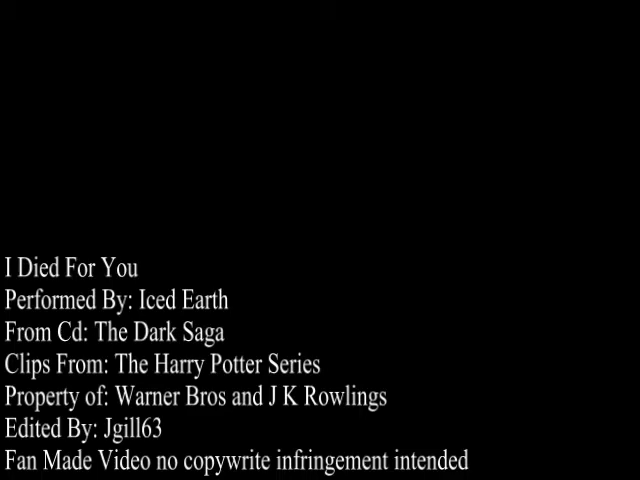 I Died For You
Performed By: Iced Earth
From Cd: The Dark Saga
Clips From: The Harry Potter Series
Property of: Warner Bros and J K Rowlings
Edited By: Jgill63
Fan Made Video no copywrite infringement intended